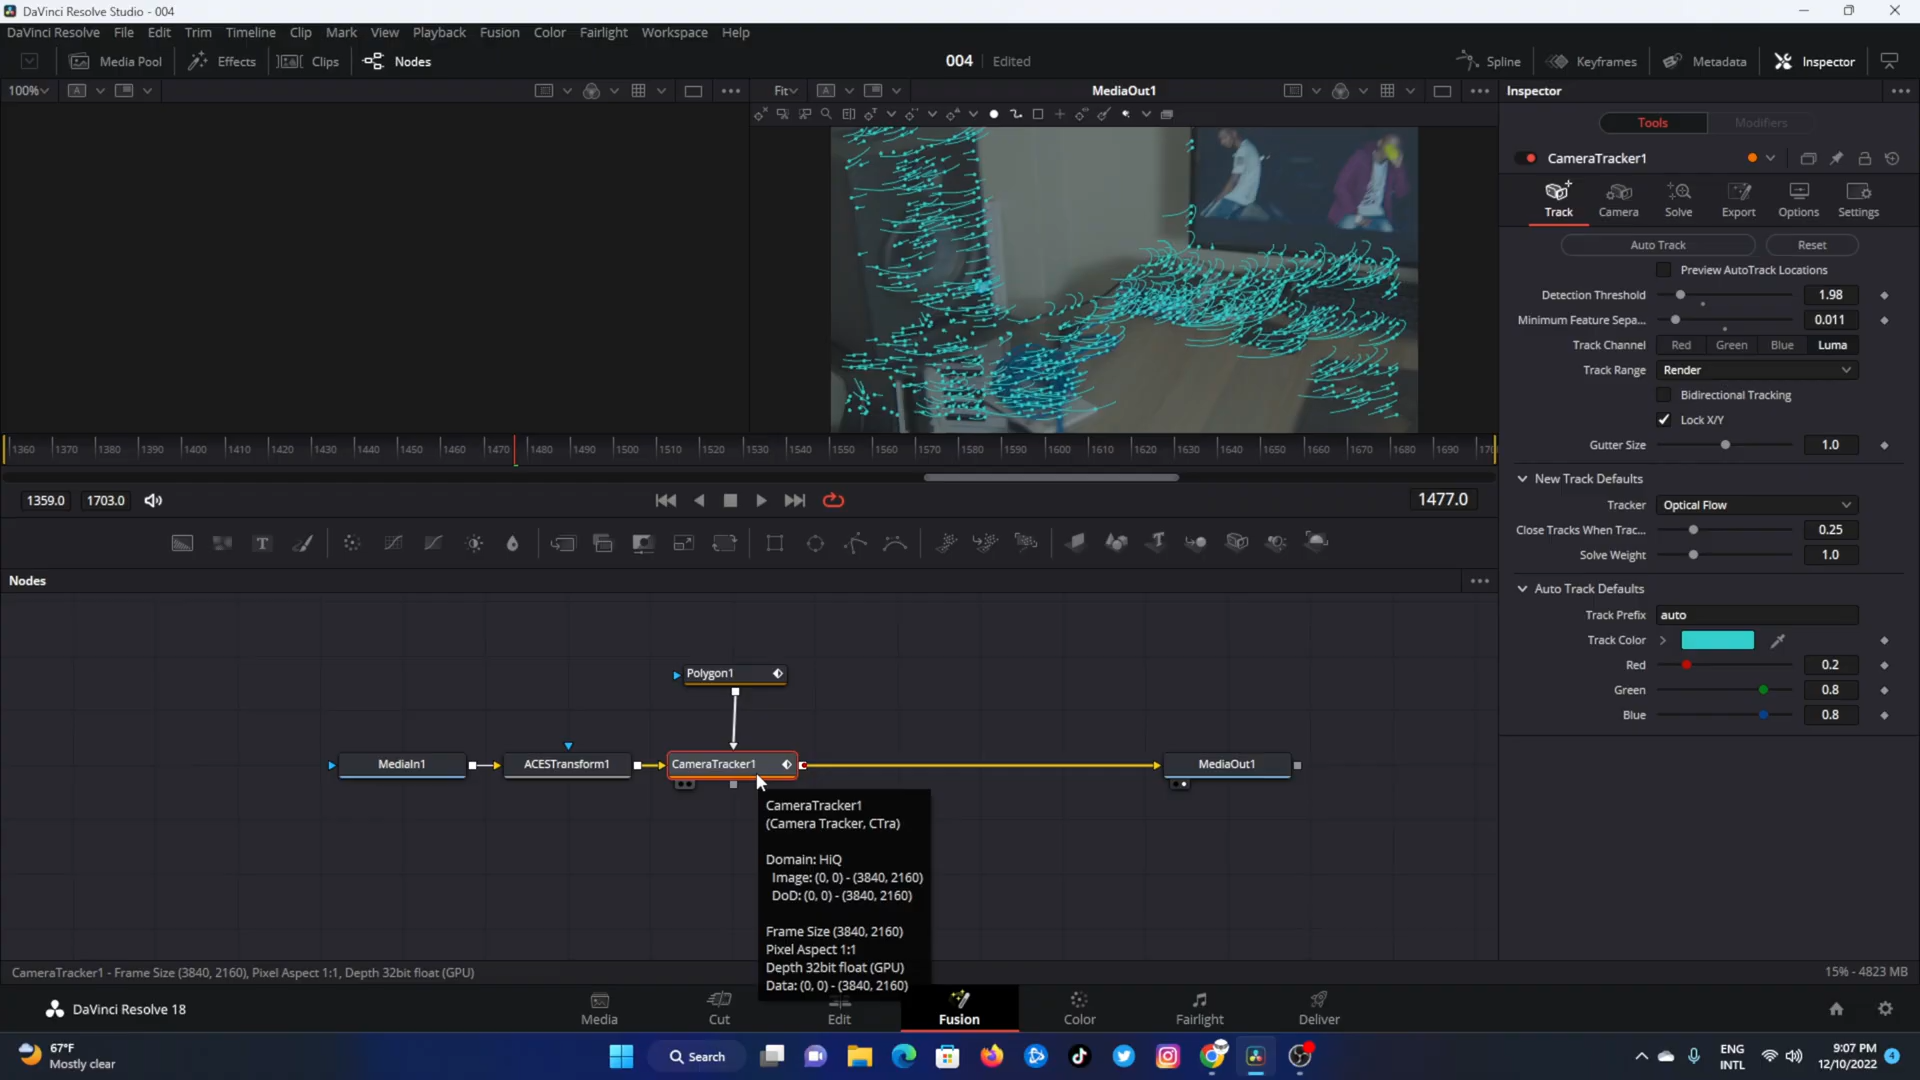 DaVinci Resolve Studio - 004
DaVinci Resolve File Edit Trim Timeline Clip Mark View Playback Fusion Color Fairlight Workspace Help
Media Pool Effects Clips Nodes 004 Edited Spline Keyframes Metadata Inspector
100% A Fit A MediaOut1 Inspector
Tools Modifiers
CameraTracker1
Track Camera Solve Export Options Settings
Auto Track Reset
Preview AutoTrack Locations
Detection Threshold 1.98
Minimum Feature Sepa... 0.011
Track Channel Red Green Blue Luma
Track Range Render
Bidirectional Tracking
Lock X/Y
Gutter Size 1.0
New Track Defaults
Tracker Optical Flow
Close Tracks When Trac... 0.25
Solve Weight 1.0
Auto Track Defaults
Track Prefix auto
Track Color
Red 0.2
Green 0.8
Blue 0.8
1360 1370 1380 1390 1400 1410 1420 1430 1440 1450 1460 1470 1480 1490 1500 1510 1520 1530 1540 1550 1560 1570 1580 1590 1600 1610 1620 1630 1640 1650 1660 1670 1680 1690
1359.0 1703.0 1477.0
T
Nodes
Polygon1
MediaIn1 ACESTransform1 CameraTracker1 MediaOut1
CameraTracker1
(Camera Tracker, CTra)
Domain: HiQ
Image: (0, 0) - (3840, 2160)
DoD: (0, 0) - (3840, 2160)
Frame Size (3840, 2160)
Pixel Aspect 1:1
Depth 32bit float (GPU)
Data: (0, 0) - (3840, 2160)
CameraTracker1 - Frame Size (3840, 2160), Pixel Aspect 1:1, Depth 32bit float (GPU) 15% - 4823 MB
DaVinci Resolve 18 Media Cut Edit Fusion Color Fairlight Deliver
67°F
Mostly clear
Search
ENG
INTL
9:07 PM
12/10/2022
4